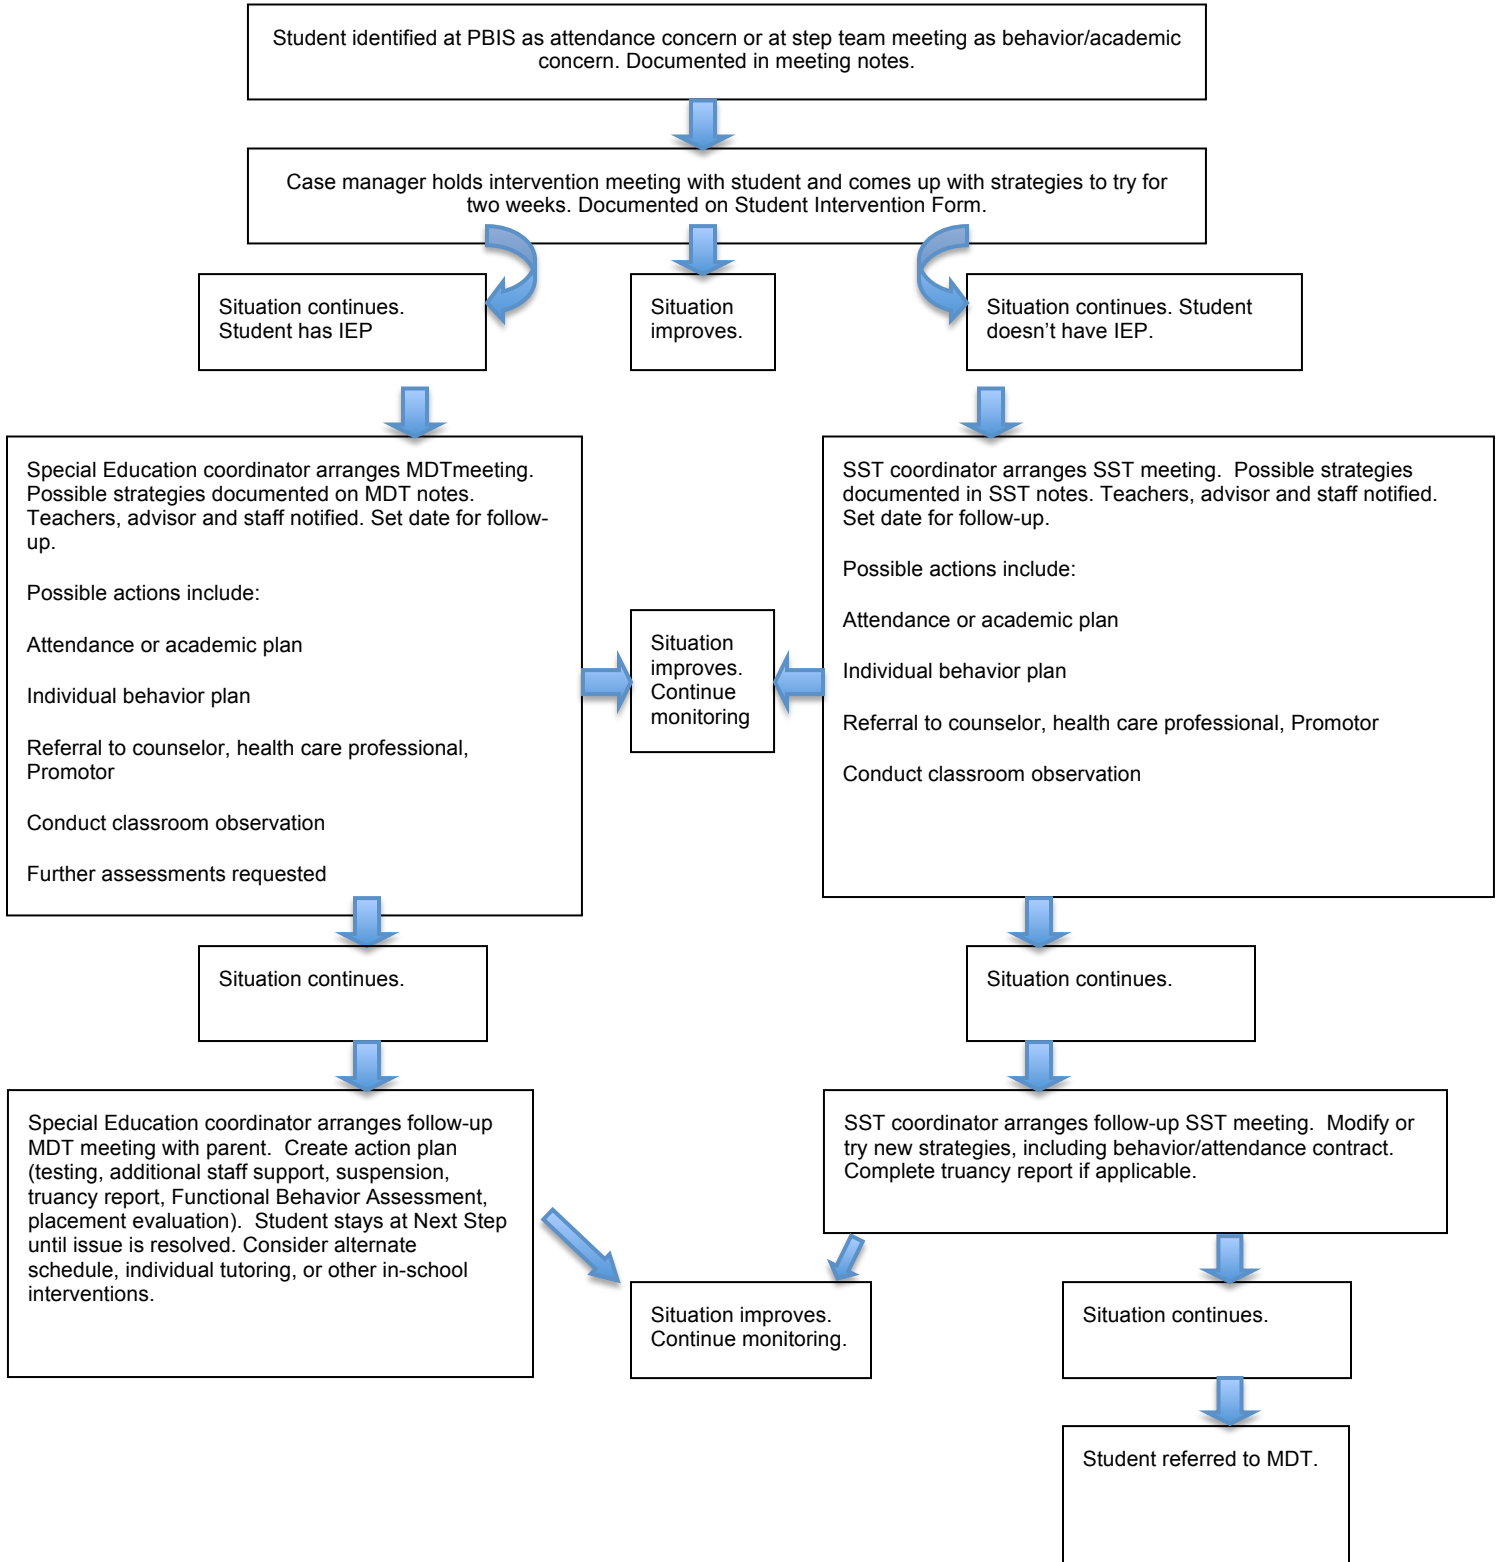 Student identified at PBIS as attendance concern or at step team meeting as behavior/academic
concern. Documented in meeting notes.
Case manager holds intervention meeting with student and comes up with strategies to try for
two weeks. Documented on Student Intervention Form.
Situation continues.
Student has IEP
Situation
improves.
Situation continues. Student
doesn’t have IEP.
Special Education coordinator arranges MDTmeeting.
Possible strategies documented on MDT notes.
Teachers, advisor and staff notified. Set date for follow-
up.
Possible actions include:
Attendance or academic plan
Individual behavior plan
Referral to counselor, health care professional,
Promotor
Conduct classroom observation
Further assessments requested
Situation
improves.
Continue
monitoring
SST coordinator arranges SST meeting.  Possible strategies
documented in SST notes. Teachers, advisor and staff notified.
Set date for follow-up.
Possible actions include:
Attendance or academic plan
Individual behavior plan
Referral to counselor, health care professional, Promotor
Conduct classroom observation
Situation continues.
Situation continues.
Special Education coordinator arranges follow-up
MDT meeting with parent.  Create action plan
(testing, additional staff support, suspension,
truancy report, Functional Behavior Assessment,
placement evaluation).  Student stays at Next Step
until issue is resolved. Consider alternate
schedule, individual tutoring, or other in-school
interventions.
SST coordinator arranges follow-up SST meeting.  Modify or
try new strategies, including behavior/attendance contract.
Complete truancy report if applicable.
Situation improves.
Continue monitoring.
Situation continues.
Student referred to MDT.